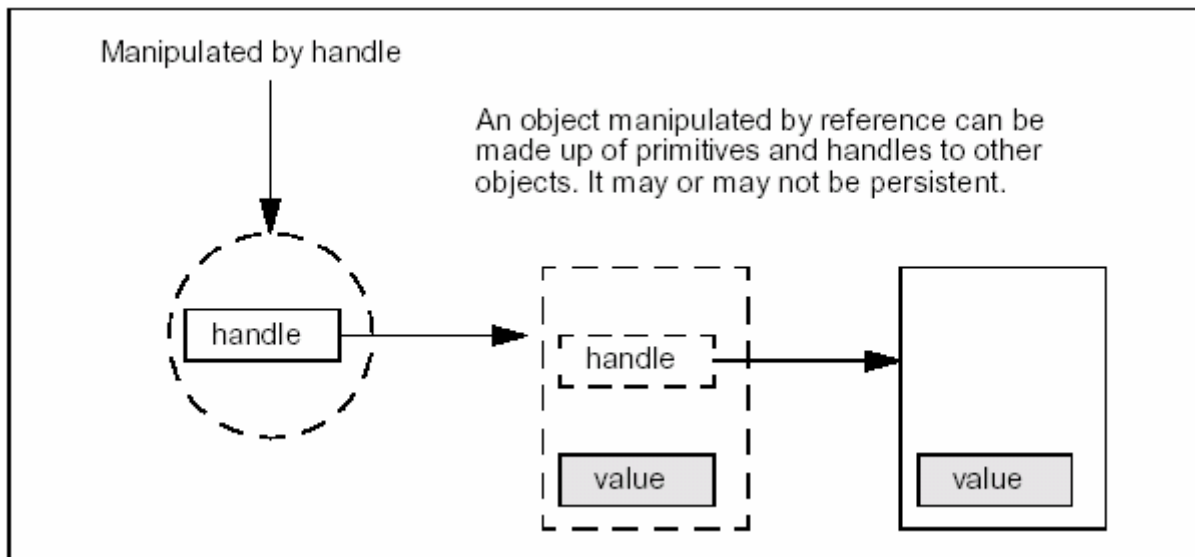 Manipulated by handle
An object manipulated by reference can be
made up of primitives and handles to other
objects. It may or may not be persistent.
handle
handle
value
value